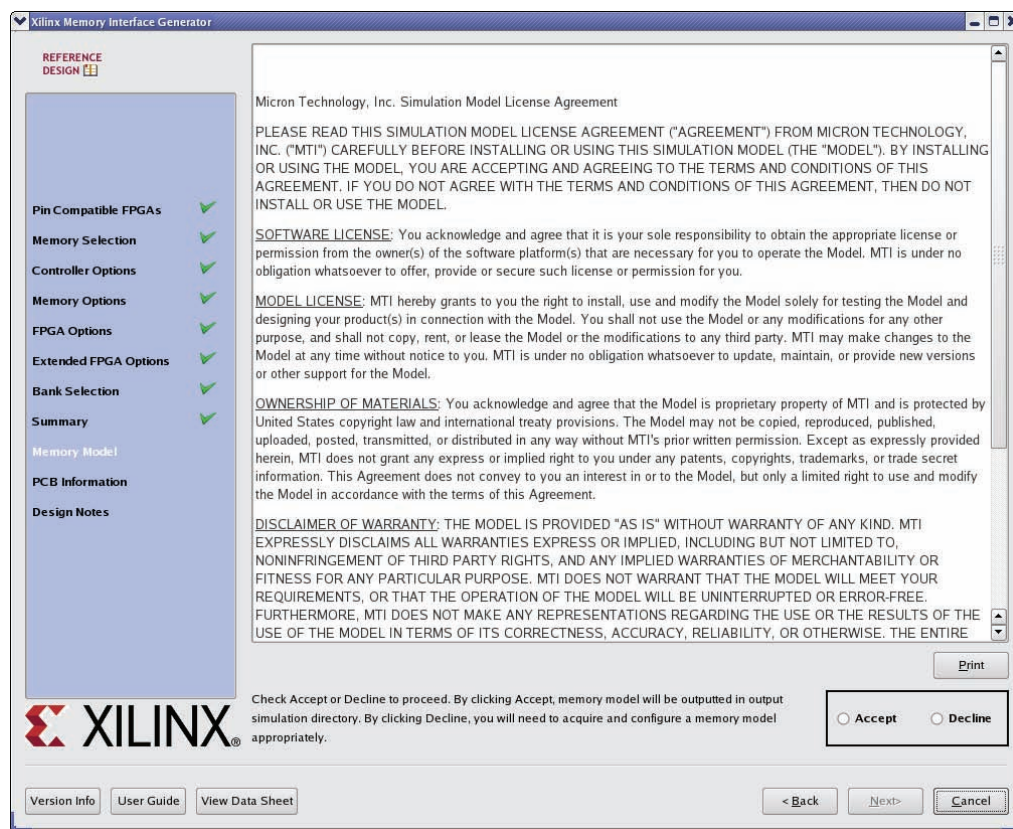 Xilinx Memory Interface Generator
REFERENCE
DESIGN
Pin Compatible FPGAs
Memory Selection
Controller Options
Memory Options
FPGA Options
Extended FPGA Options
Bank Selection
Summary
Memory Model
PCB Information
Design Notes
Micron Technology, Inc. Simulation Model License Agreement
PLEASE READ THIS SIMULATION MODEL LICENSE AGREEMENT ("AGREEMENT") FROM MICRON TECHNOLOGY,
INC. ("MTI") CAREFULLY BEFORE INSTALLING OR USING THIS SIMULATION MODEL (THE "MODEL"). BY INSTALLING
OR USING THE MODEL, YOU ARE ACCEPTING AND AGREEING TO THE TERMS AND CONDITIONS OF THIS
AGREEMENT. IF YOU DO NOT AGREE WITH THE TERMS AND CONDITIONS OF THIS AGREEMENT, THEN DO NOT
INSTALL OR USE THE MODEL.
SOFTWARE LICENSE: You acknowledge and agree that it is your sole responsibility to obtain the appropriate license or
permission from the owner(s) of the software platform(s) that are necessary for you to operate the Model. MTI is under no
obligation whatsoever to offer, provide or secure such license or permission for you.
MODEL LICENSE: MTI hereby grants to you the right to install, use and modify the Model solely for testing the Model and
designing your product(s) in connection with the Model. You shall not use the Model or any modifications for any other
purpose, and shall not copy, rent, or lease the Model or the modifications to any third party. MTI may make changes to the
Model at any time without notice to you. MTI is under no obligation whatsoever to update, maintain, or provide new versions
or other support for the Model.
OWNERSHIP OF MATERIALS: You acknowledge and agree that the Model is proprietary property of MTI and is protected by
United States copyright law and international treaty provisions. The Model may not be copied, reproduced, published,
uploaded, posted, transmitted, or distributed in any way without MTI's prior written permission. Except as expressly provided
herein, MTI does not grant any express or implied right to you under any patents, copyrights, trademarks, or trade secret
information. This Agreement does not convey to you an interest in or to the Model, but only a limited right to use and modify
the Model in accordance with the terms of this Agreement.
DISCLAIMER OF WARRANTY: THE MODEL IS PROVIDED "AS IS" WITHOUT WARRANTY OF ANY KIND. MTI
EXPRESSLY DISCLAIMS ALL WARRANTIES EXPRESS OR IMPLIED, INCLUDING BUT NOT LIMITED TO,
NONINFRINGEMENT OF THIRD PARTY RIGHTS, AND ANY IMPLIED WARRANTIES OF MERCHANTABILITY OR
FITNESS FOR ANY PARTICULAR PURPOSE. MTI DOES NOT WARRANT THAT THE MODEL WILL MEET YOUR
REQUIREMENTS, OR THAT THE OPERATION OF THE MODEL WILL BE UNINTERRUPTED OR ERROR-FREE.
FURTHERMORE, MTI DOES NOT MAKE ANY REPRESENTATIONS REGARDING THE USE OR THE RESULTS OF THE
USE OF THE MODEL IN TERMS OF ITS CORRECTNESS, ACCURACY, RELIABILITY, OR OTHERWISE. THE ENTIRE
Print
XILINX®
Check Accept or Decline to proceed. By clicking Accept, memory model will be outputted in output
simulation directory. By clicking Decline, you will need to acquire and configure a memory model
appropriately.
Accept Decline
Version Info User Guide View Data Sheet < Back Next> Cancel